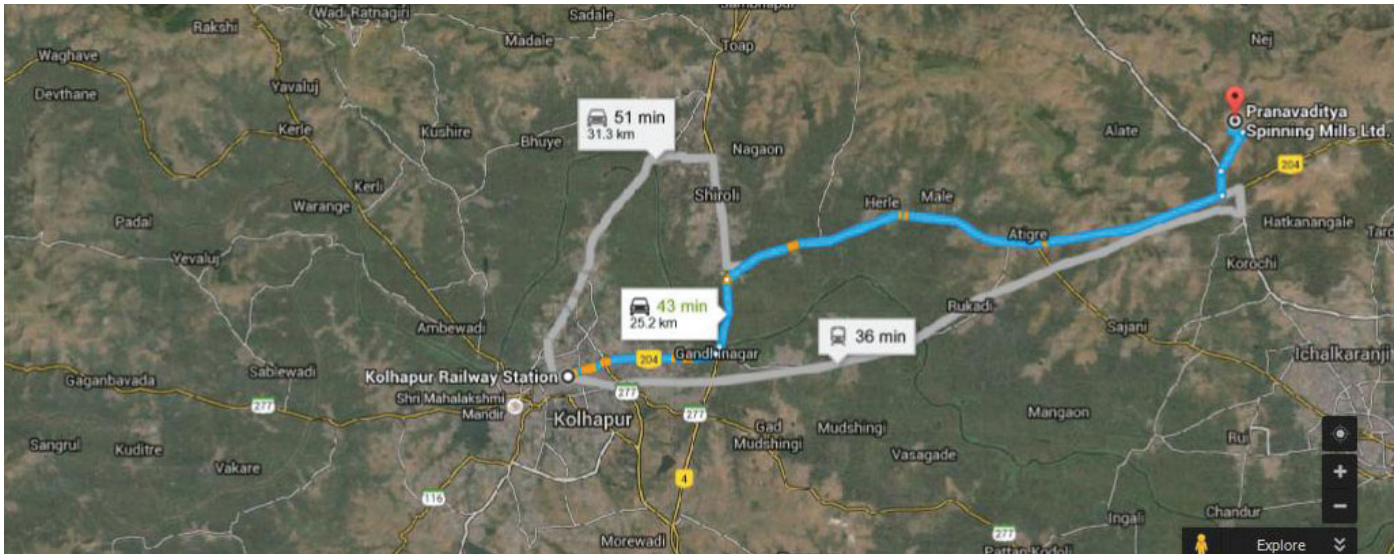 Wadi Ratnagiri
Sadale
Rakshi
Madale
Toap
Nej
Waghave
Devthane
Yavaluj
51 min
31.3 km
Pranavaditya
Spinning Mills Ltd.
Kerle
Kushire
Bhuye
Nagaon
Alate
204
Kerli
Shiroli
Herle
Male
Warange
Padal
Hatkanangale
Atigre
Yevaluj
Korochi
43 min
25.2 km
Rukadi
Ambewadi
36 min
Sajani
204
Gandhinagar
Ichalkaranji
Sablewadi
Gaganbavada
Kolhapur Railway Station
277
Shri Mahalakshmi
Mandir
277
277
Kolhapur
Mangaon
Gad
Mudshingi
Mudshingi
Rui
Sangrul
Kuditre
Vakare
Vasagade
4
116
Ingali
Chandur
277
Morewadi
Pattan Kodoli
Explore